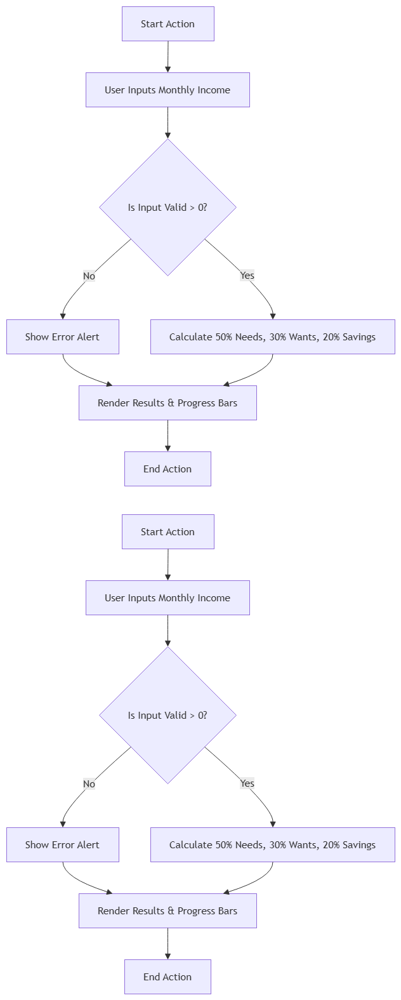 Start Action
User Inputs Monthly Income
Is Input Valid > 0?
No
Yes
Show Error Alert
Calculate 50% Needs, 30% Wants, 20% Savings
Render Results & Progress Bars
End Action
Start Action
User Inputs Monthly Income
Is Input Valid > 0?
No
Yes
Show Error Alert
Calculate 50% Needs, 30% Wants, 20% Savings
Render Results & Progress Bars
End Action